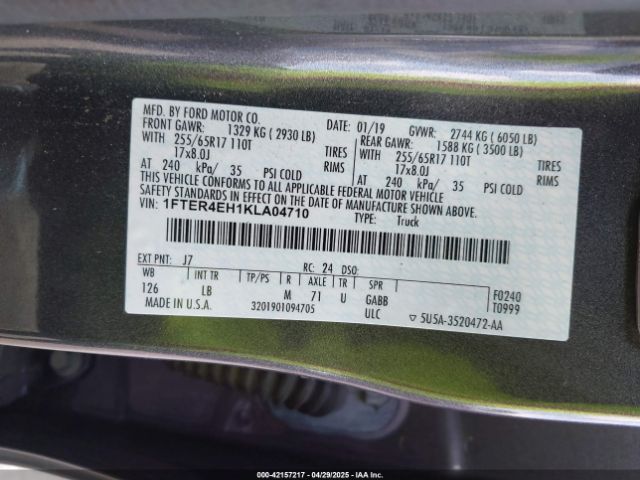 MFD. BY FORD MOTOR CO.
01/19 GVWR: 2744 KG ( 6050 LB)
FRONT GAWR: 1329 KG ( 2930 LB)
REAR GAWR: 1588 KG ( 3500 LB)
WITH 255/65R17 110T TIRES
WITH 255/65R17 110T TIRES
17x8.0J RIMS
17x8.0J RIMS
AT 240 kPa/ 35 PSI COLD
AT 240 kPa/ 35 PSI COLD
THIS VEHICLE CONFORMS TO ALL APPLICABLE FEDERAL MOTOR VEHICLE
SAFETY STANDARDS IN EFFECT ON THE DATE OF MANUFACTURE SHOWN ABOVE.
VIN: 1FTER4EH1KLA04710
TYPE: Truck
EXT PNT: J7 RC: 24 DSO:
WB INT TR TP/PS R AXLE TR SPR
126 LB M 71 U GABB
F0240
T0999
MADE IN U.S.A. 3201901094705 ULC
▽ 5U5A-3520472-AA
000-42157217 - 04/29/2025 - IAAI.COM